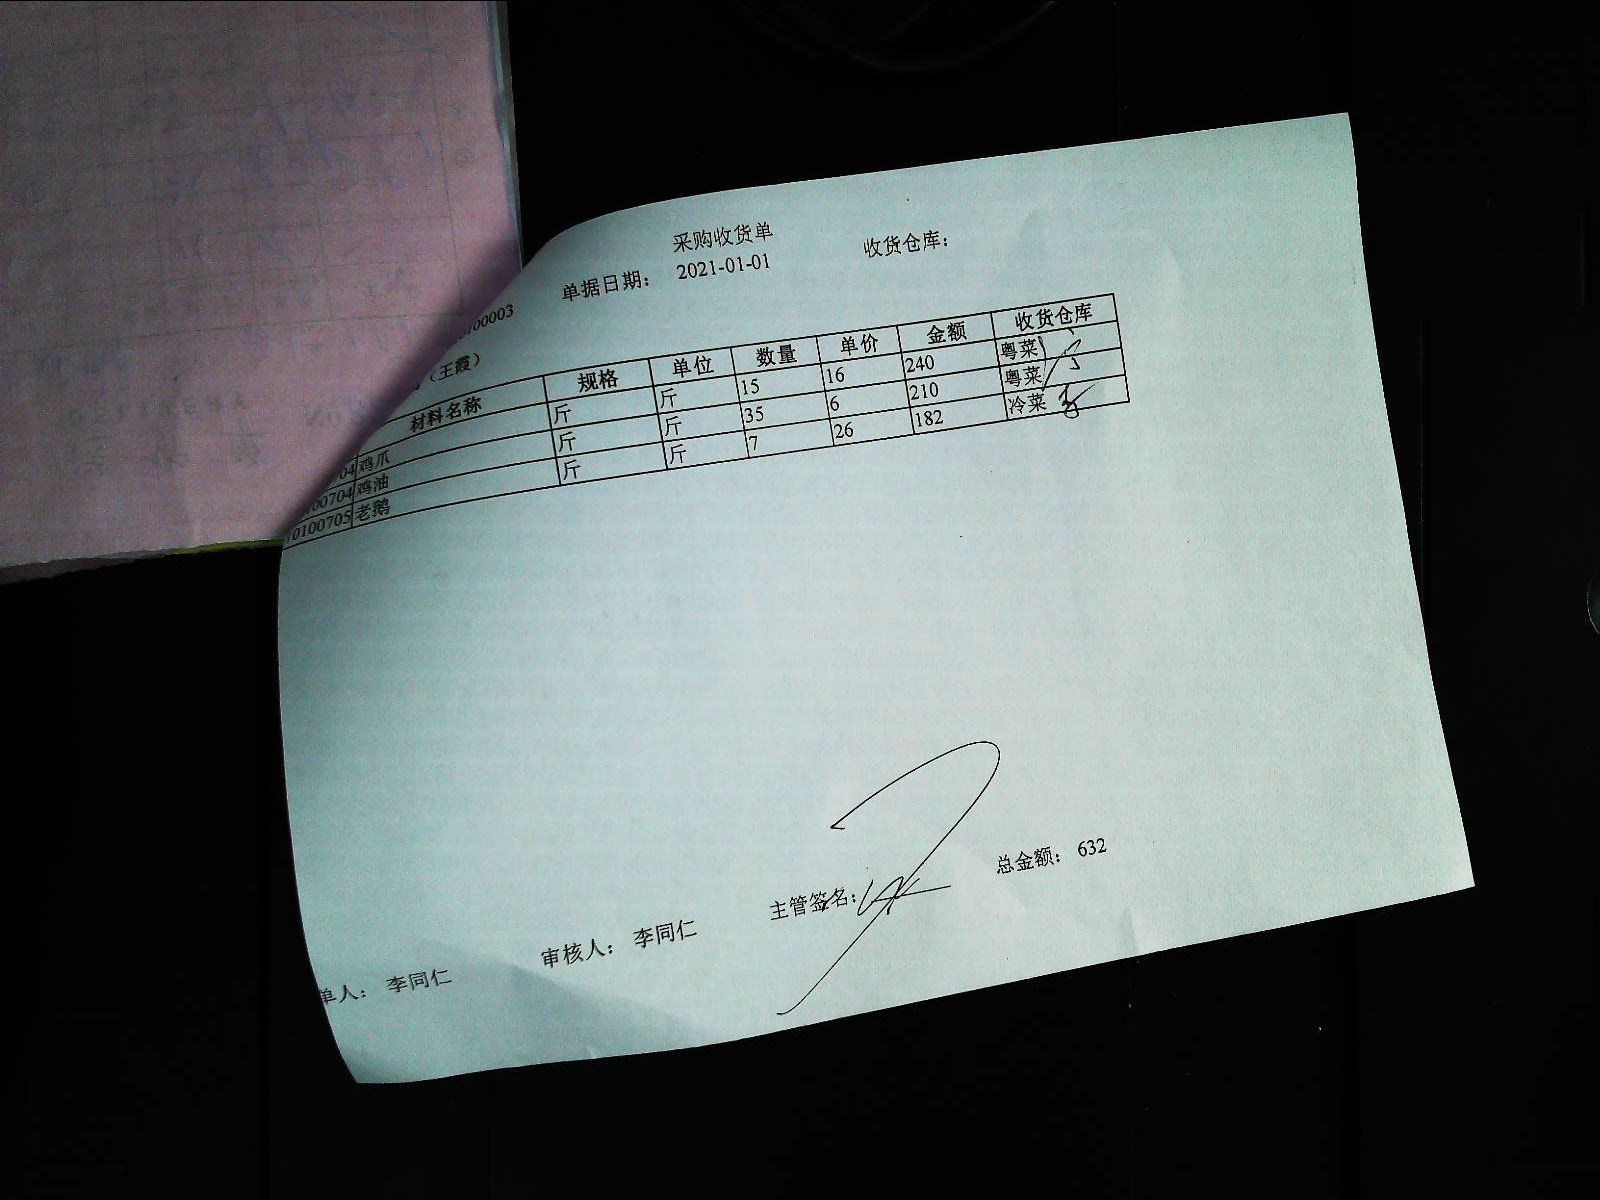 采购收货单
单据日期： 2021-01-01 收货仓库：
00003
（王霞）
材料名称 规格 单位 数量 单价 金额 收货仓库
04 鸡爪 斤 斤 15 16 240 粤菜
00704 鸡油 斤 斤 35 6 210 粤菜
10100705 老鹅 斤 斤 7 26 182 冷菜
单人： 李同仁 审核人： 李同仁 主管签名： 总金额： 632